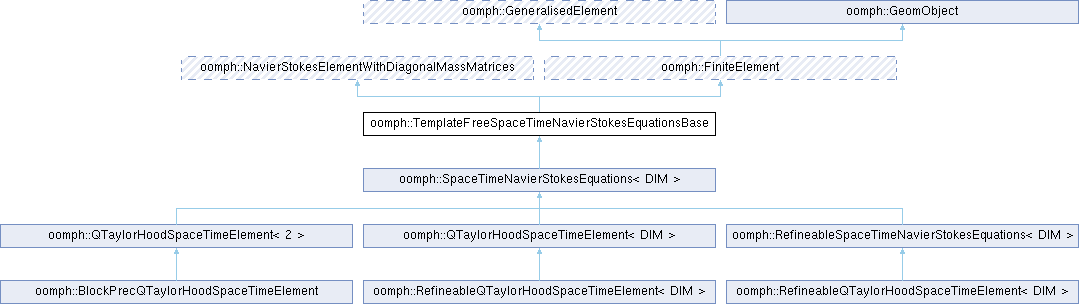 oomph::GeneralisedElement
oomph::GeomObject
oomph::NavierStokesElementWithDiagonalMassMatrices
oomph::FiniteElement
oomph::TemplateFreeSpaceTimeNavierStokesEquationsBase
oomph::SpaceTimeNavierStokesEquations< DIM >
oomph::QTaylorHoodSpaceTimeElement< 2 >
oomph::QTaylorHoodSpaceTimeElement< DIM >
oomph::RefineableSpaceTimeNavierStokesEquations< DIM >
oomph::BlockPrecQTaylorHoodSpaceTimeElement
oomph::RefineableQTaylorHoodSpaceTimeElement< DIM >
oomph::RefineableQTaylorHoodSpaceTimeElement< DIM >